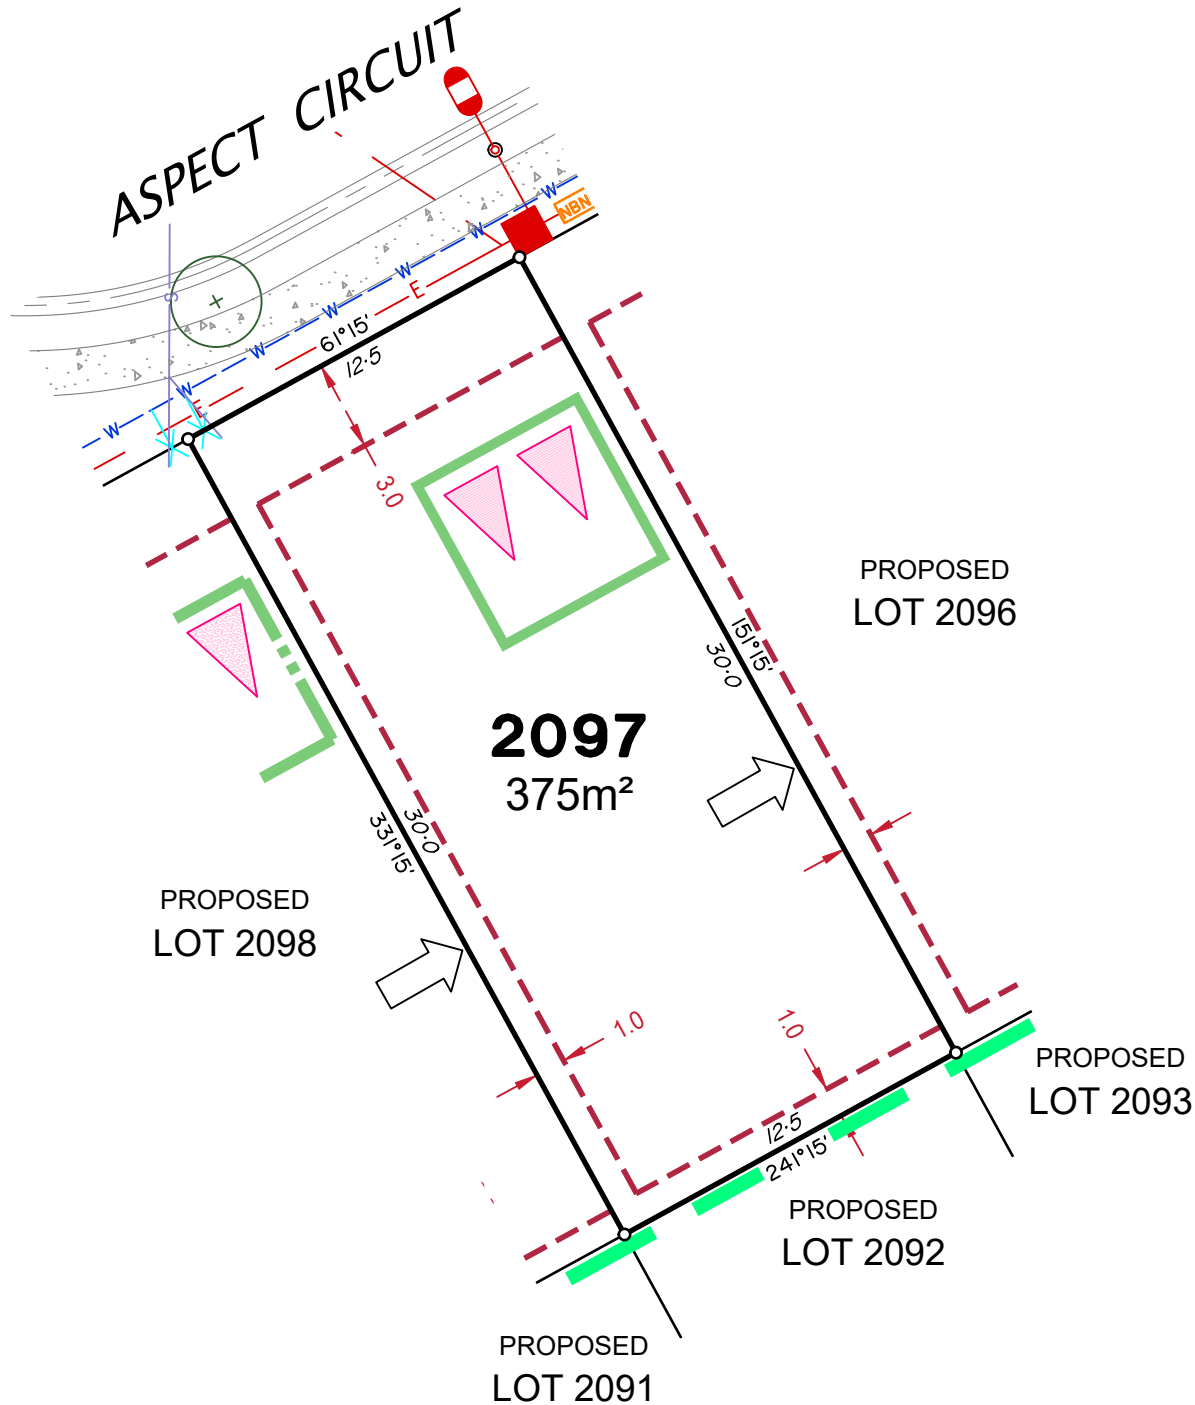 ASPECT CIRCUIT
NBN
W
W
S
W
E
W
61°15'
W
12·5
W
E
W
3.0
PROPOSED
LOT 2096
151°15'
30·0
2097
375m²
30·0
331°15'
PROPOSED
LOT 2098
1.0
1.0
PROPOSED
LOT 2093
12·5
241°15'
PROPOSED
LOT 2092
PROPOSED
LOT 2091